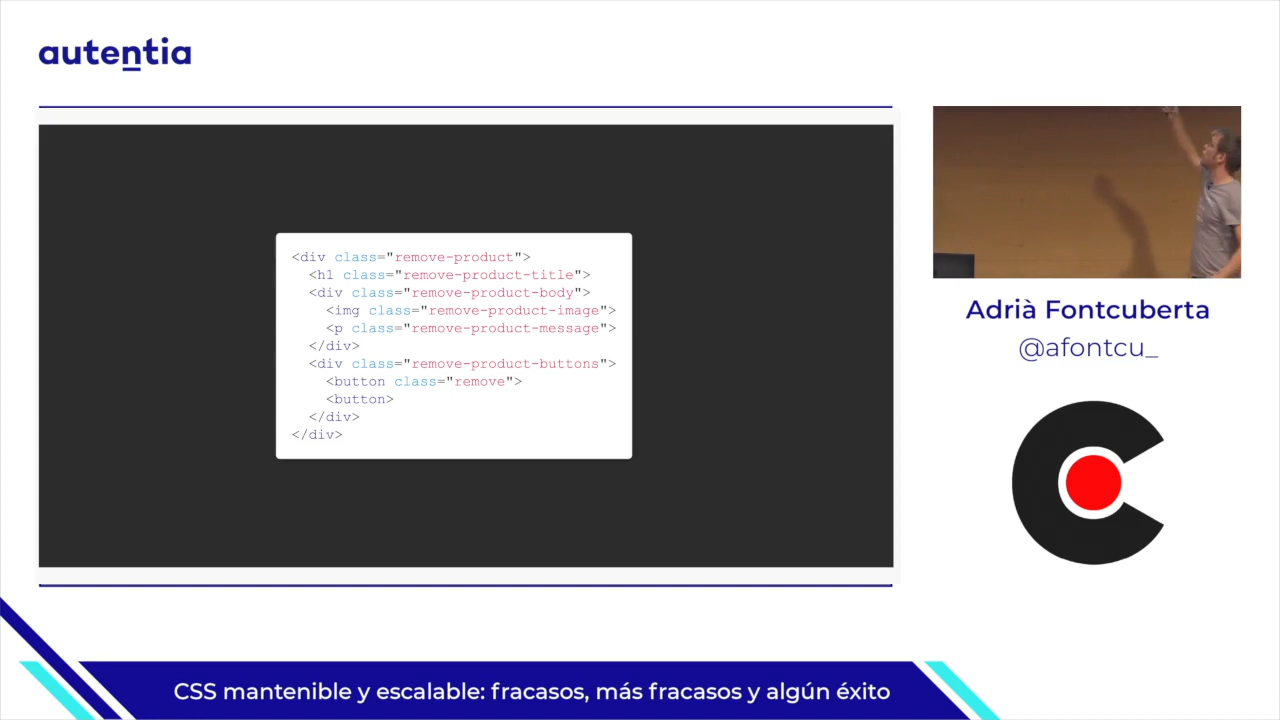 autentia
<div class="remove-product">
  <h1 class="remove-product-title">
  <div class="remove-product-body">
    <img class="remove-product-image">
    <p class="remove-product-message">
  </div>
  <div class="remove-product-buttons">
    <button class="remove">
    <button>
  </div>
</div>
Adrià Fontcuberta
@afontcu_
CSS mantenible y escalable: fracasos, más fracasos y algún éxito